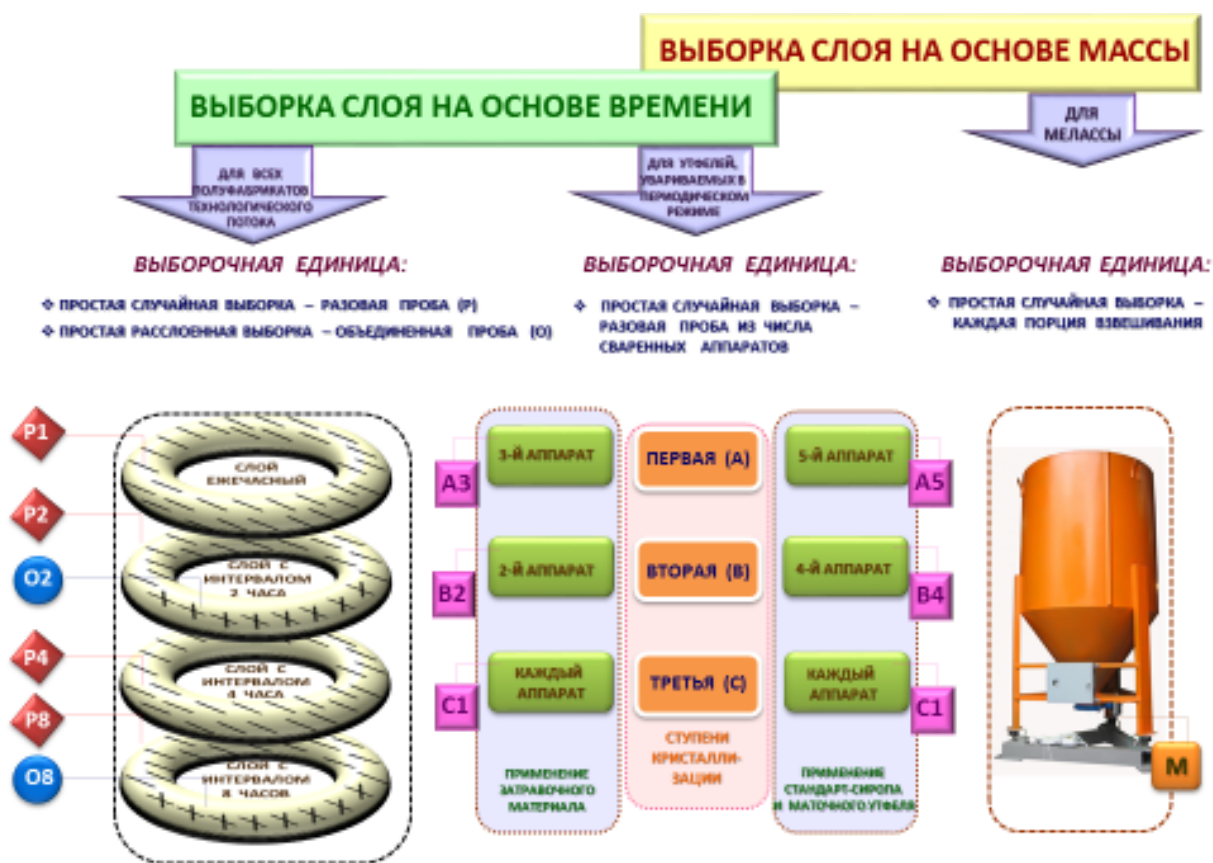 ВЫБОРКА СЛОЯ НА ОСНОВЕ МАССЫ
ВЫБОРКА СЛОЯ НА ОСНОВЕ ВРЕМЕНИ
ДЛЯ
МЕЛАССЫ
ДЛЯ ВСЕХ
ПОЛУФАБРИКАТОВ
ТЕХНОЛОГИЧЕСКОГО
ПОТОКА
ДЛЯ УТФЕЛЕЙ,
УВАРИВАЕМЫХ В
ПЕРИОДИЧЕСКОМ
РЕЖИМЕ
ВЫБОРОЧНАЯ ЕДИНИЦА:
❖ ПРОСТАЯ СЛУЧАЙНАЯ ВЫБОРКА – РАЗОВАЯ ПРОБА (Р)
❖ ПРОСТАЯ РАССЛОЕННАЯ ВЫБОРКА – ОБЪЕДИНЕННАЯ ПРОБА (О)
ВЫБОРОЧНАЯ ЕДИНИЦА:
❖ ПРОСТАЯ СЛУЧАЙНАЯ ВЫБОРКА –
РАЗОВАЯ ПРОБА ИЗ ЧИСЛА
СВАРЕННЫХ АППАРАТОВ
ВЫБОРОЧНАЯ ЕДИНИЦА:
❖ ПРОСТАЯ СЛУЧАЙНАЯ ВЫБОРКА –
КАЖДАЯ ПОРЦИЯ ВЗВЕШИВАНИЯ
Р1
Р2
О2
Р4
Р8
О8
СЛОЙ
ЕЖЕЧАСНЫЙ
СЛОЙ С
ИНТЕРВАЛОМ
2 ЧАСА
СЛОЙ С
ИНТЕРВАЛОМ
4 ЧАСА
СЛОЙ С
ИНТЕРВАЛОМ
8 ЧАСОВ
3-Й АППАРАТ
А3
2-Й АППАРАТ
В2
КАЖДЫЙ
АППАРАТ
С1
ПРИМЕНЕНИЕ
ЗАТРАВОЧНОГО
МАТЕРИАЛА
ПЕРВАЯ (А)
ВТОРАЯ (В)
ТРЕТЬЯ (С)
СТУПЕНИ
КРИСТАЛЛИ-
ЗАЦИИ
5-Й АППАРАТ
А5
4-Й АППАРАТ
В4
КАЖДЫЙ
АППАРАТ
С1
ПРИМЕНЕНИЕ
СТАНДАРТ-СИРОПА
И МАТОЧНОГО УТФЕЛЯ
М